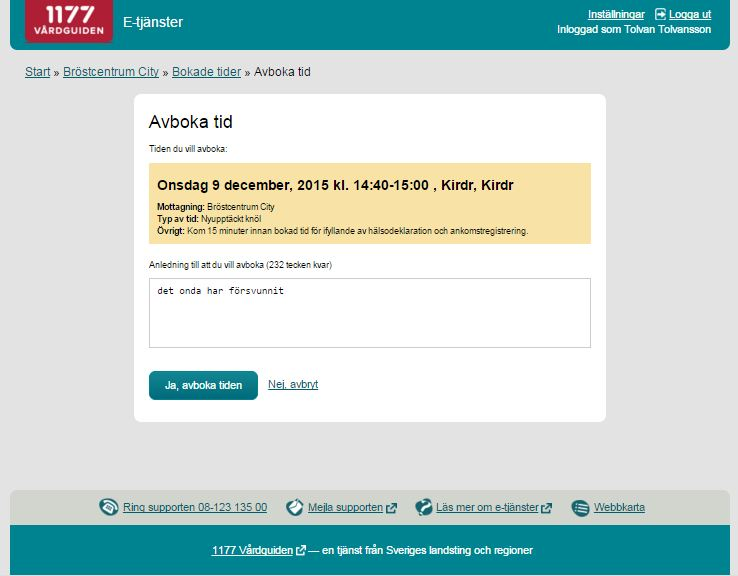 1177
VÅRDGUIDEN
E-tjänster
Inställningar Logga ut
Inloggad som Tolvan Tolvansson
Start » Bröstcentrum City » Bokade tider » Avboka tid
Avboka tid
Tiden du vill avboka:
Onsdag 9 december, 2015 kl. 14:40-15:00 , Kirdr, Kirdr
Mottagning: Bröstcentrum City
Typ av tid: Nyupptäckt knöl
Övrigt: Kom 15 minuter innan bokad tid för ifyllande av hälsodeklaration och ankomstregistrering.
Anledning till att du vill avboka (232 tecken kvar)
det onda har försvunnit
Ja, avboka tiden Nej, avbryt
Ring supporten 08-123 135 00 Mejla supporten Läs mer om e-tjänster Webbkarta
1177 Vårdguiden — en tjänst från Sveriges landsting och regioner